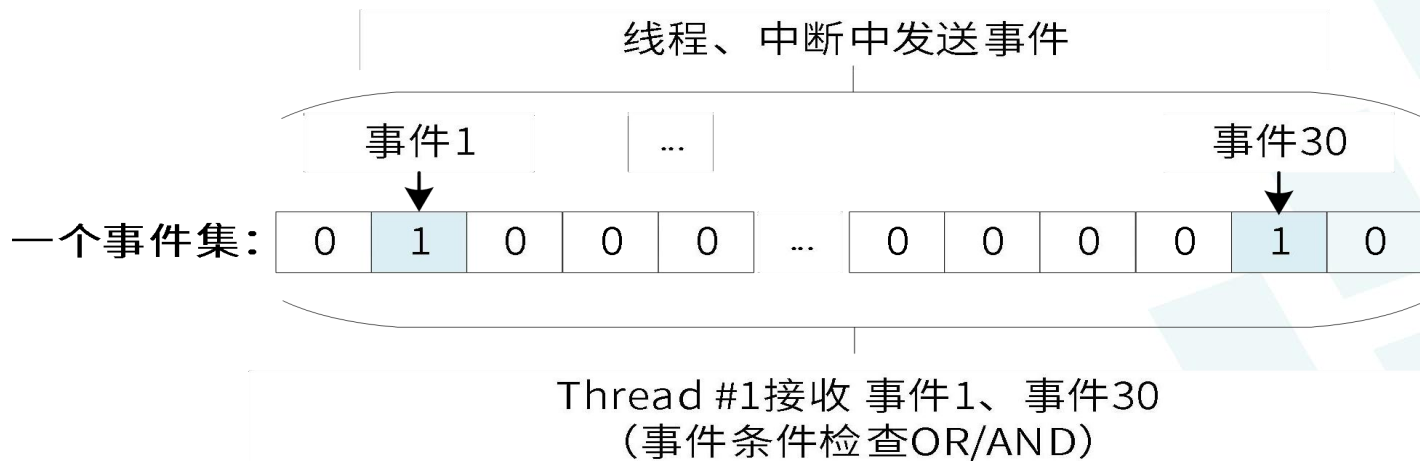 线程、中断中发送事件
事件1 ... 事件30
一个事件集: 0 1 0 0 0 ... 0 0 0 0 1 0
Thread #1接收 事件1、事件30
（事件条件检查OR/AND）